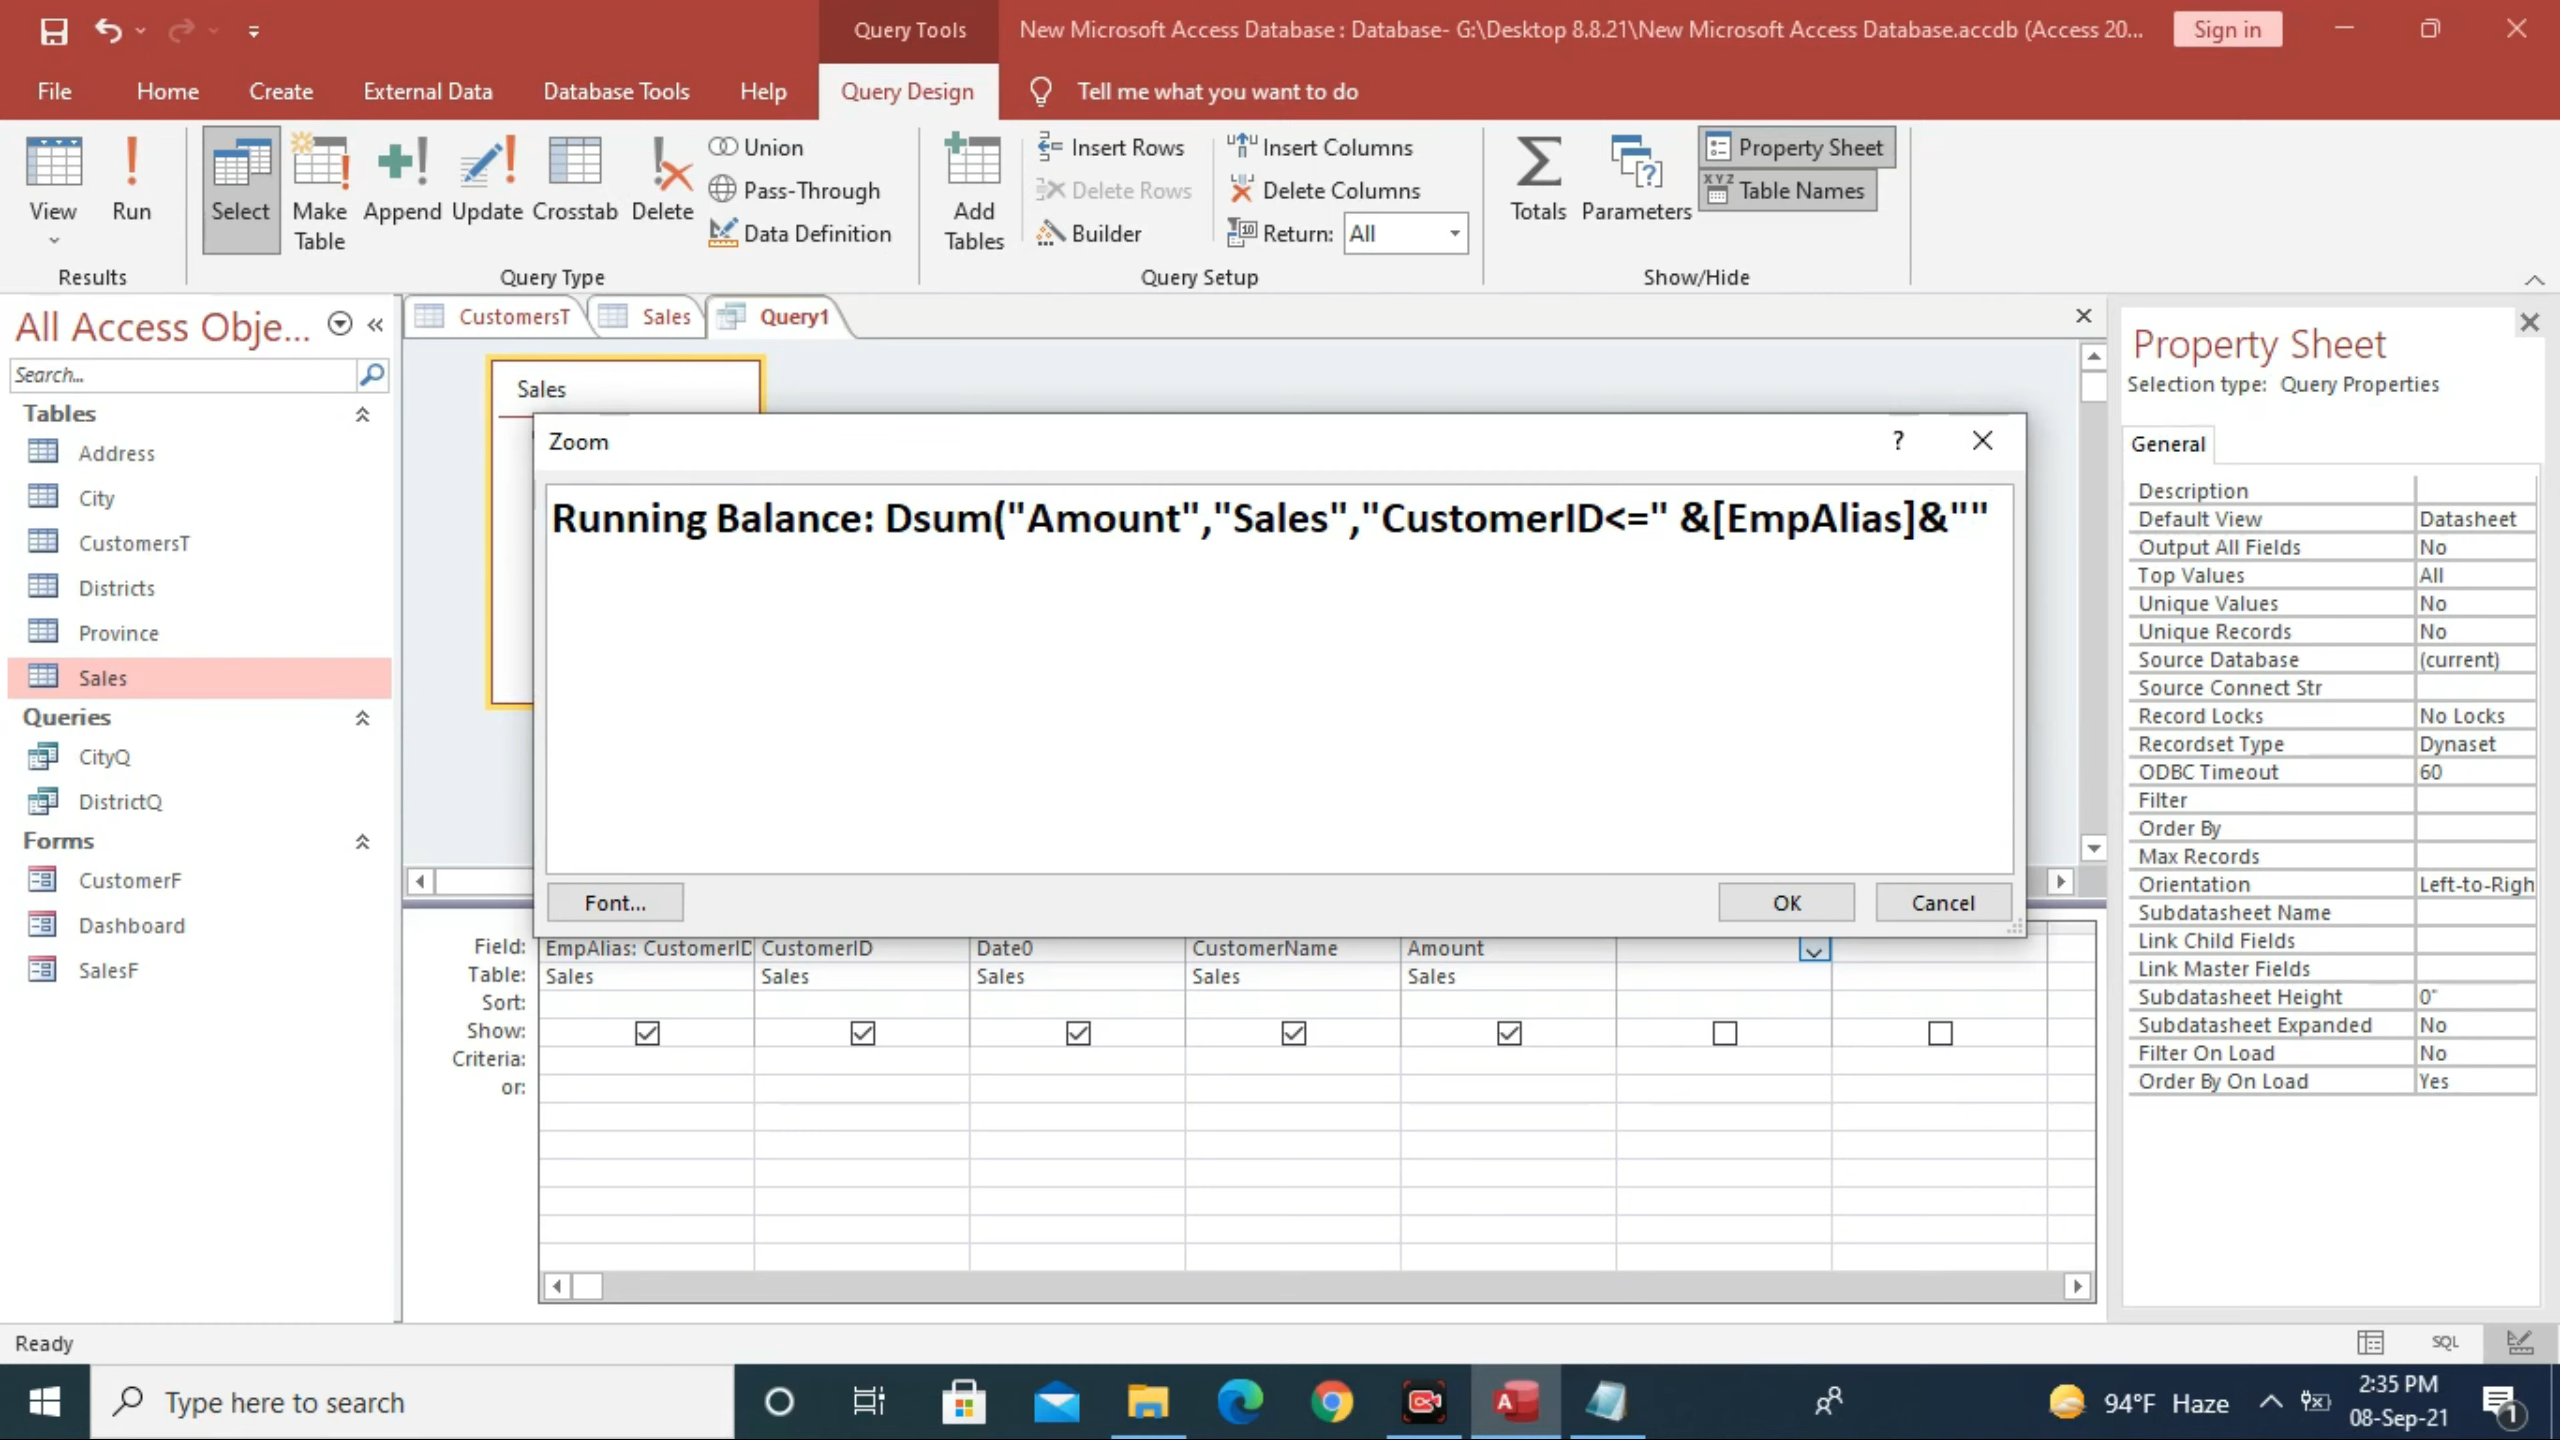 Query Tools
New Microsoft Access Database : Database- G:\Desktop 8.8.21\New Microsoft Access Database.accdb (Access 20...
Sign in
File Home Create External Data Database Tools Help Query Design Tell me what you want to do
View
Run
Results
Select
Make Table
Append
Update
Crosstab
Delete
Union
Pass-Through
Data Definition
Query Type
Add Tables
Insert Rows
Delete Rows
Builder
Insert Columns
Delete Columns
Return: All
Query Setup
Totals
Parameters
Property Sheet
XYZ Table Names
Show/Hide
All Access Obje...
Search...
Tables
Address
City
CustomersT
Districts
Province
Sales
Queries
CityQ
DistrictQ
Forms
CustomerF
Dashboard
SalesF
CustomersT Sales Query1
Sales
Zoom
?
Running Balance: Dsum("Amount","Sales","CustomerID<=" &[EmpAlias]&""
Font...
OK
Cancel
Field: EmpAlias: CustomerID CustomerID Date0 CustomerName Amount
Table: Sales Sales Sales Sales Sales
Sort:
Show:
Criteria:
or:
Property Sheet
Selection type: Query Properties
General
Description
Default View Datasheet
Output All Fields No
Top Values All
Unique Values No
Unique Records No
Source Database (current)
Source Connect Str
Record Locks No Locks
Recordset Type Dynaset
ODBC Timeout 60
Filter
Order By
Max Records
Orientation Left-to-Righ
Subdatasheet Name
Link Child Fields
Link Master Fields
Subdatasheet Height 0"
Subdatasheet Expanded No
Filter On Load No
Order By On Load Yes
Ready
SQL
Type here to search
94°F Haze
2:35 PM
08-Sep-21
1